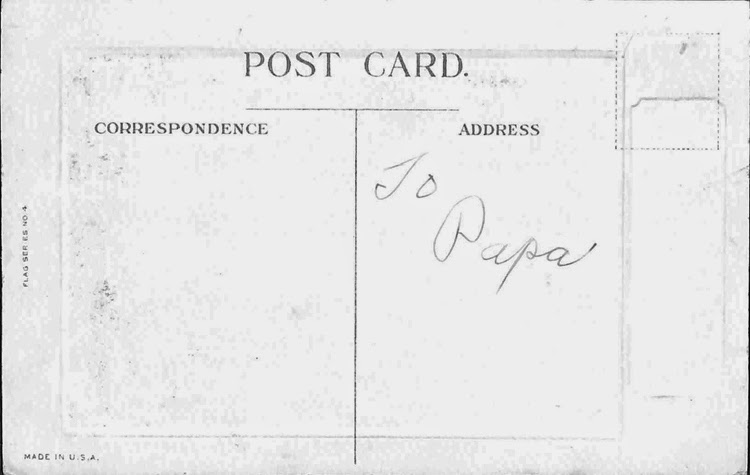 POST CARD.
CORRESPONDENCE
ADDRESS
To
Papa
FLAG SERIES NO. 4.
MADE IN U.S.A.